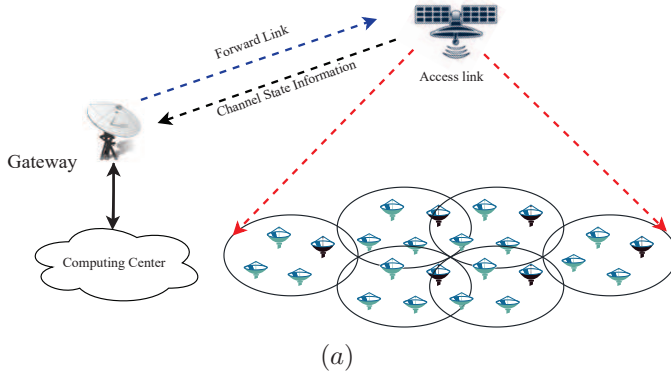 Forward Link
Channel State Information
Access link
Gateway
Computing Center
(a)